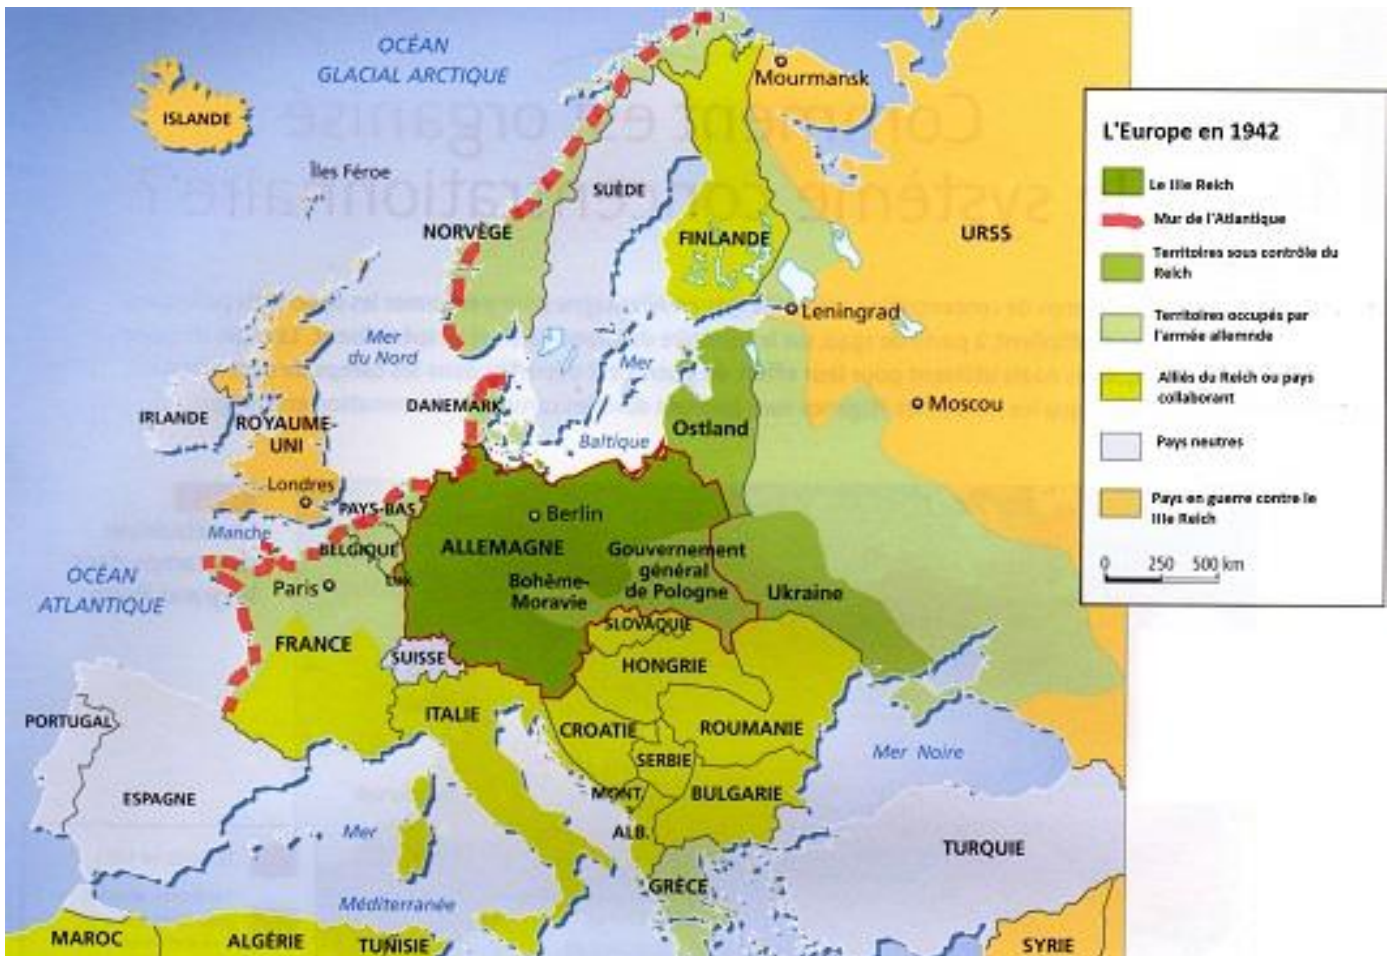 OCÉAN
GLACIAL ARCTIQUE
Mourmansk
ISLANDE
Îles Féroe
SUÈDE
NORVÈGE
FINLANDE
URSS
Leningrad
Mer
du Nord
Mer
Baltique
DANEMARK
Moscou
IRLANDE
ROYAUME-
UNI
Ostland
Londres
PAYS-BAS
Berlin
Manche
BELGIQUE
ALLEMAGNE
Gouvernement
général
de Pologne
OCÉAN
ATLANTIQUE
Paris
Lux.
Bohême-
Moravie
Ukraine
SLOVAQUIE
FRANCE
SUISSE
HONGRIE
PORTUGAL
ITALIE
CROATIE
ROUMANIE
SERBIE
Mer Noire
ESPAGNE
MONT.
BULGARIE
Mer
Méditerranée
ALB.
TURQUIE
GRÈCE
MAROC
ALGÉRIE
TUNISIE
SYRIE
L'Europe en 1942
Le IIIe Reich
Mur de l'Atlantique
Territoires sous contrôle du
Reich
Territoires occupés par
l'armée allemnde
Alliés du Reich ou pays
collaborant
Pays neutres
Pays en guerre contre le
IIIe Reich
0 250 500 km